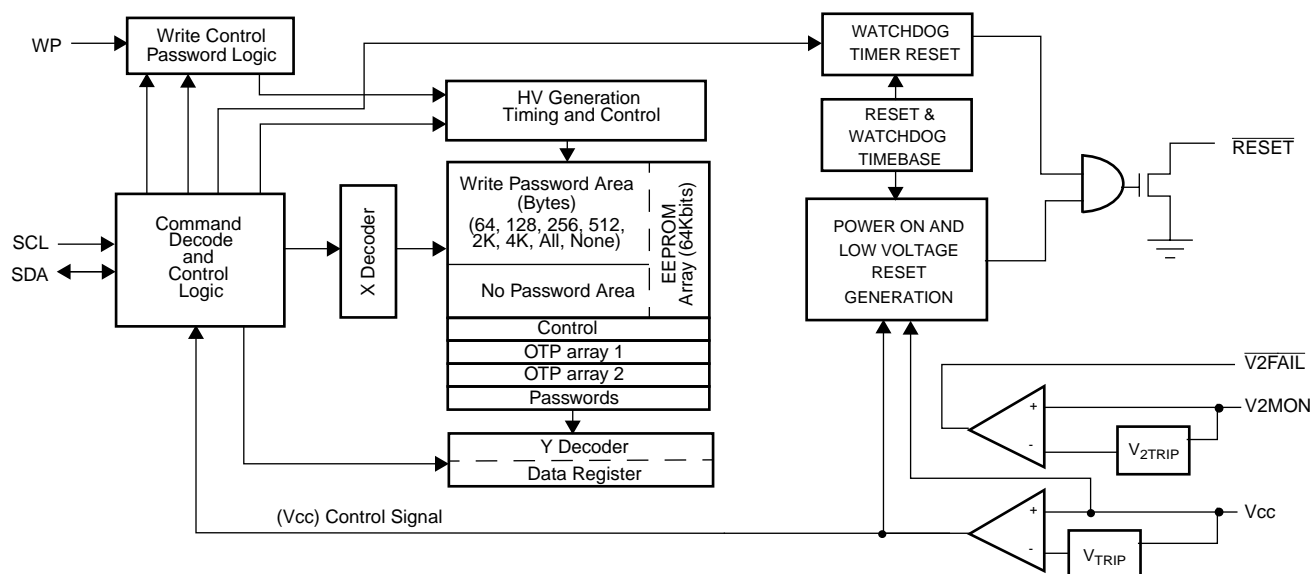 WP
Write Control
Password Logic
HV Generation
Timing and Control
WATCHDOG
TIMER RESET
RESET &
WATCHDOG
TIMEBASE
RESET
SCL
SDA
Command
Decode
and
Control
Logic
X Decoder
Write Password Area
(Bytes)
(64, 128, 256, 512,
2K, 4K, All, None)
No Password Area
EEPROM
Array (64Kbits)
Control
OTP array 1
OTP array 2
Passwords
Y Decoder
Data Register
POWER ON AND
LOW VOLTAGE
RESET
GENERATION
V2FAIL
+
V2MON
-
V2TRIP
(Vcc) Control Signal
+
Vcc
-
VTRIP